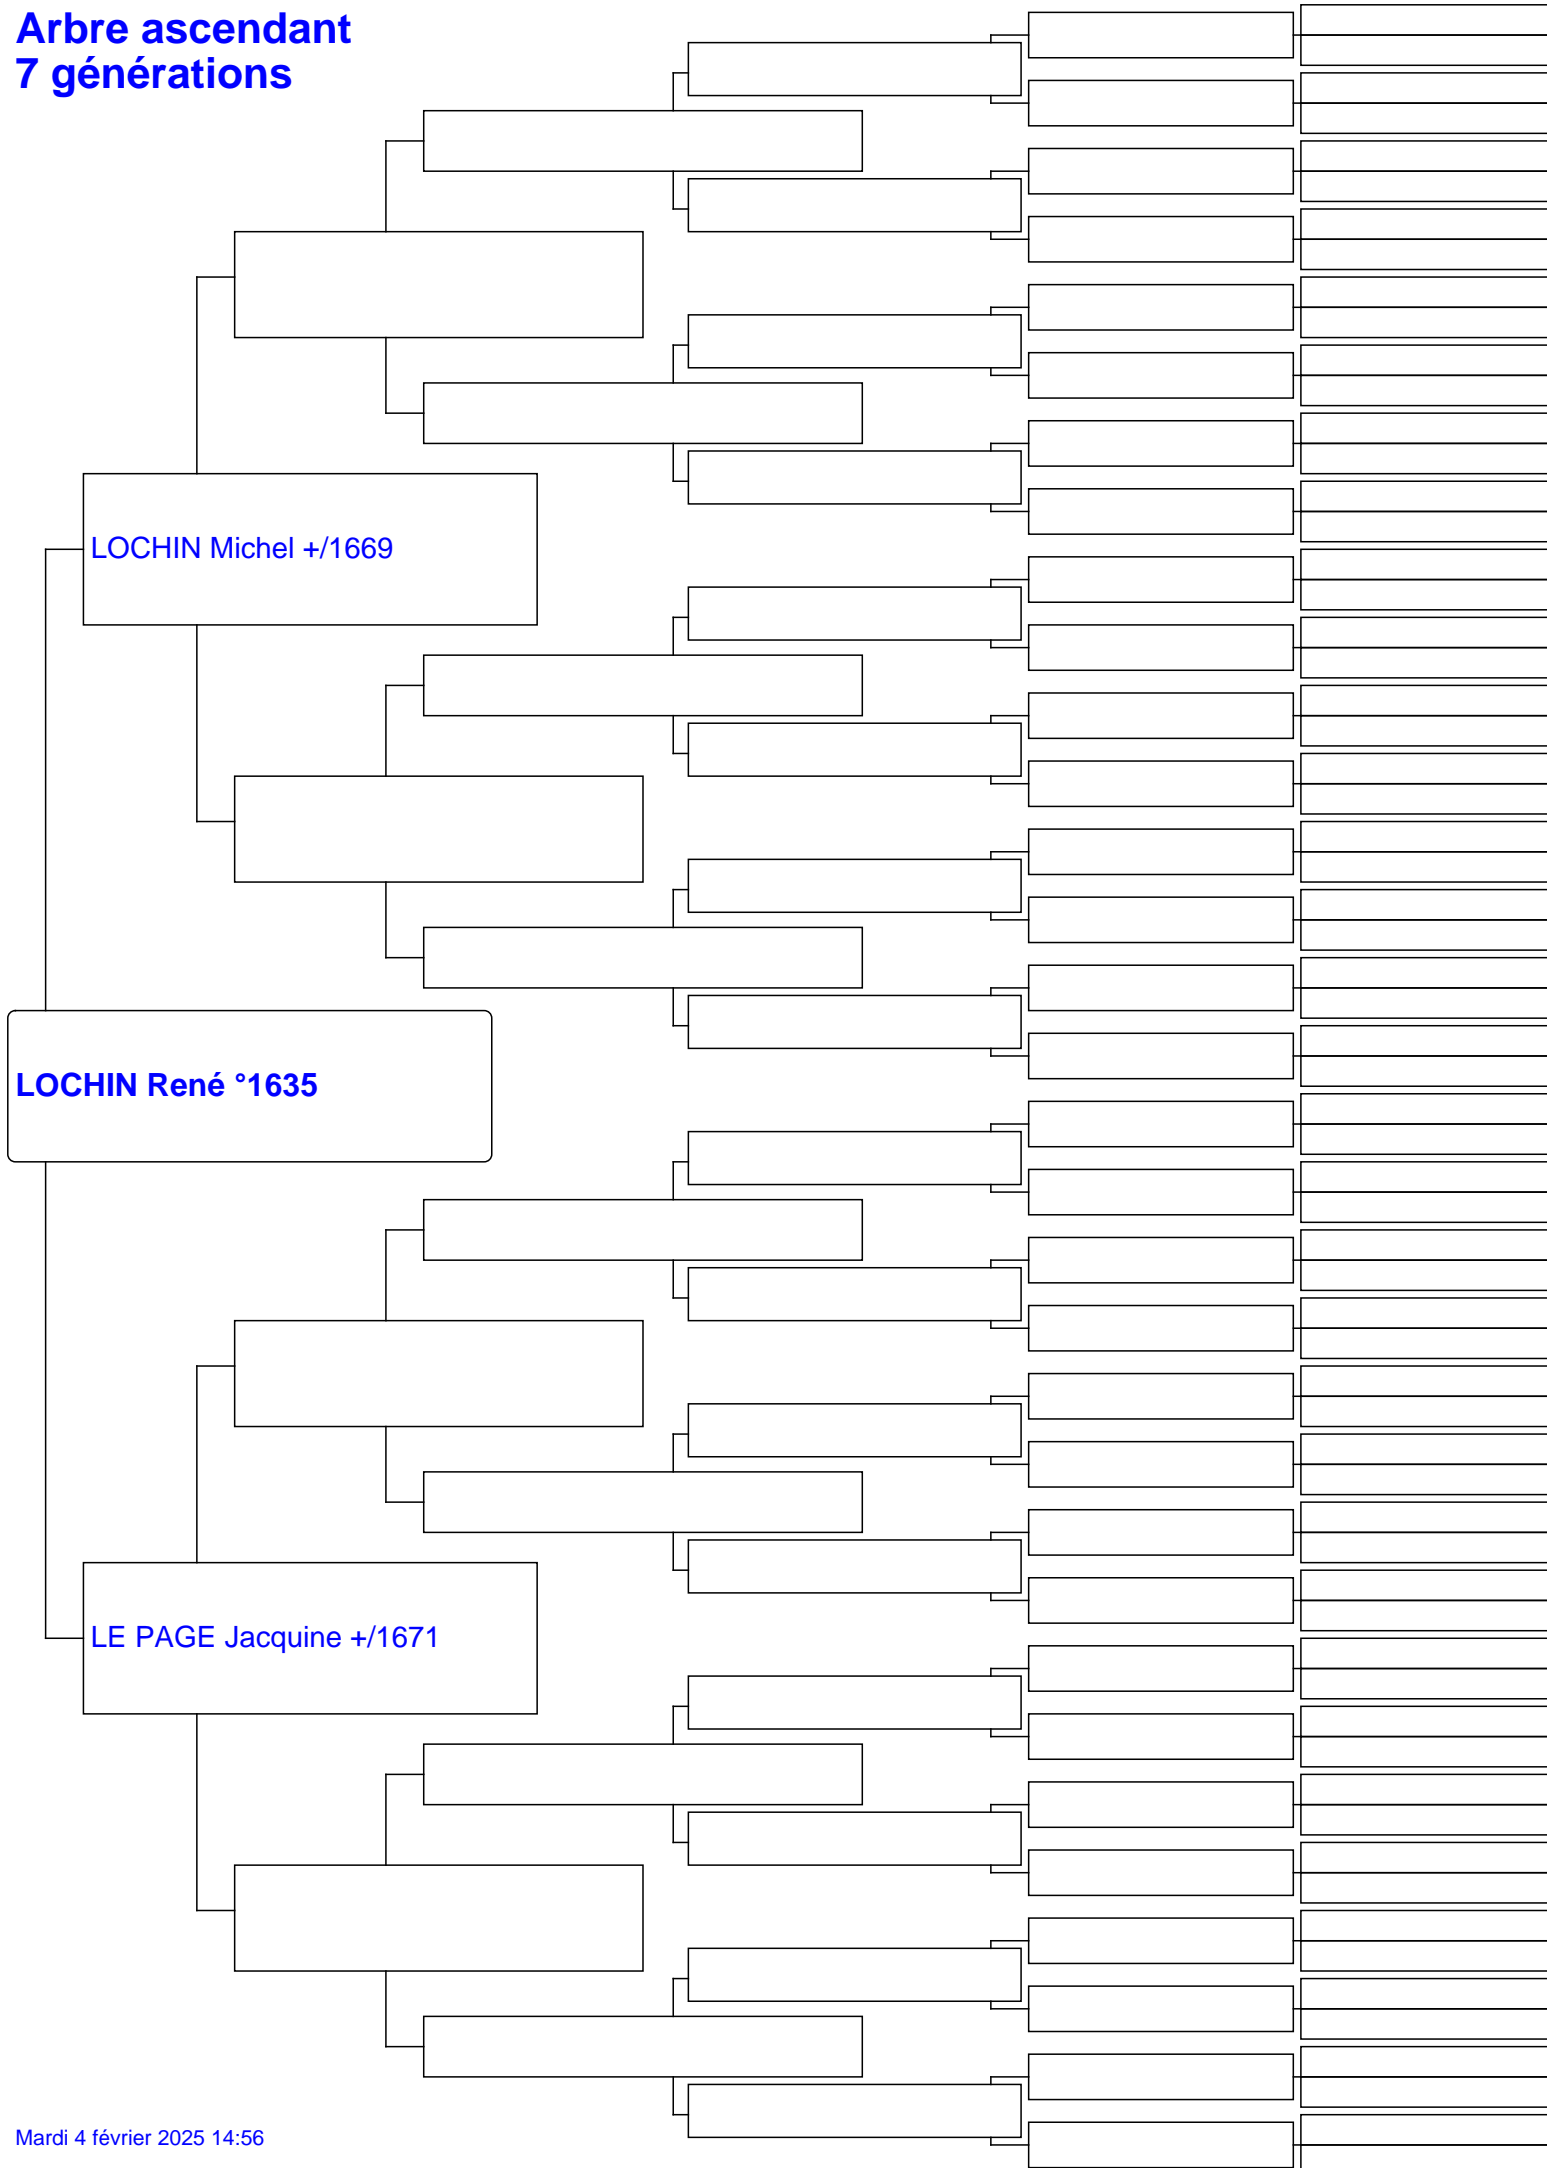 Arbre ascendant
7 générations
LOCHIN Michel +/1669
LOCHIN René °1635
LE PAGE Jacquine +/1671
Mardi 4 février 2025 14:56